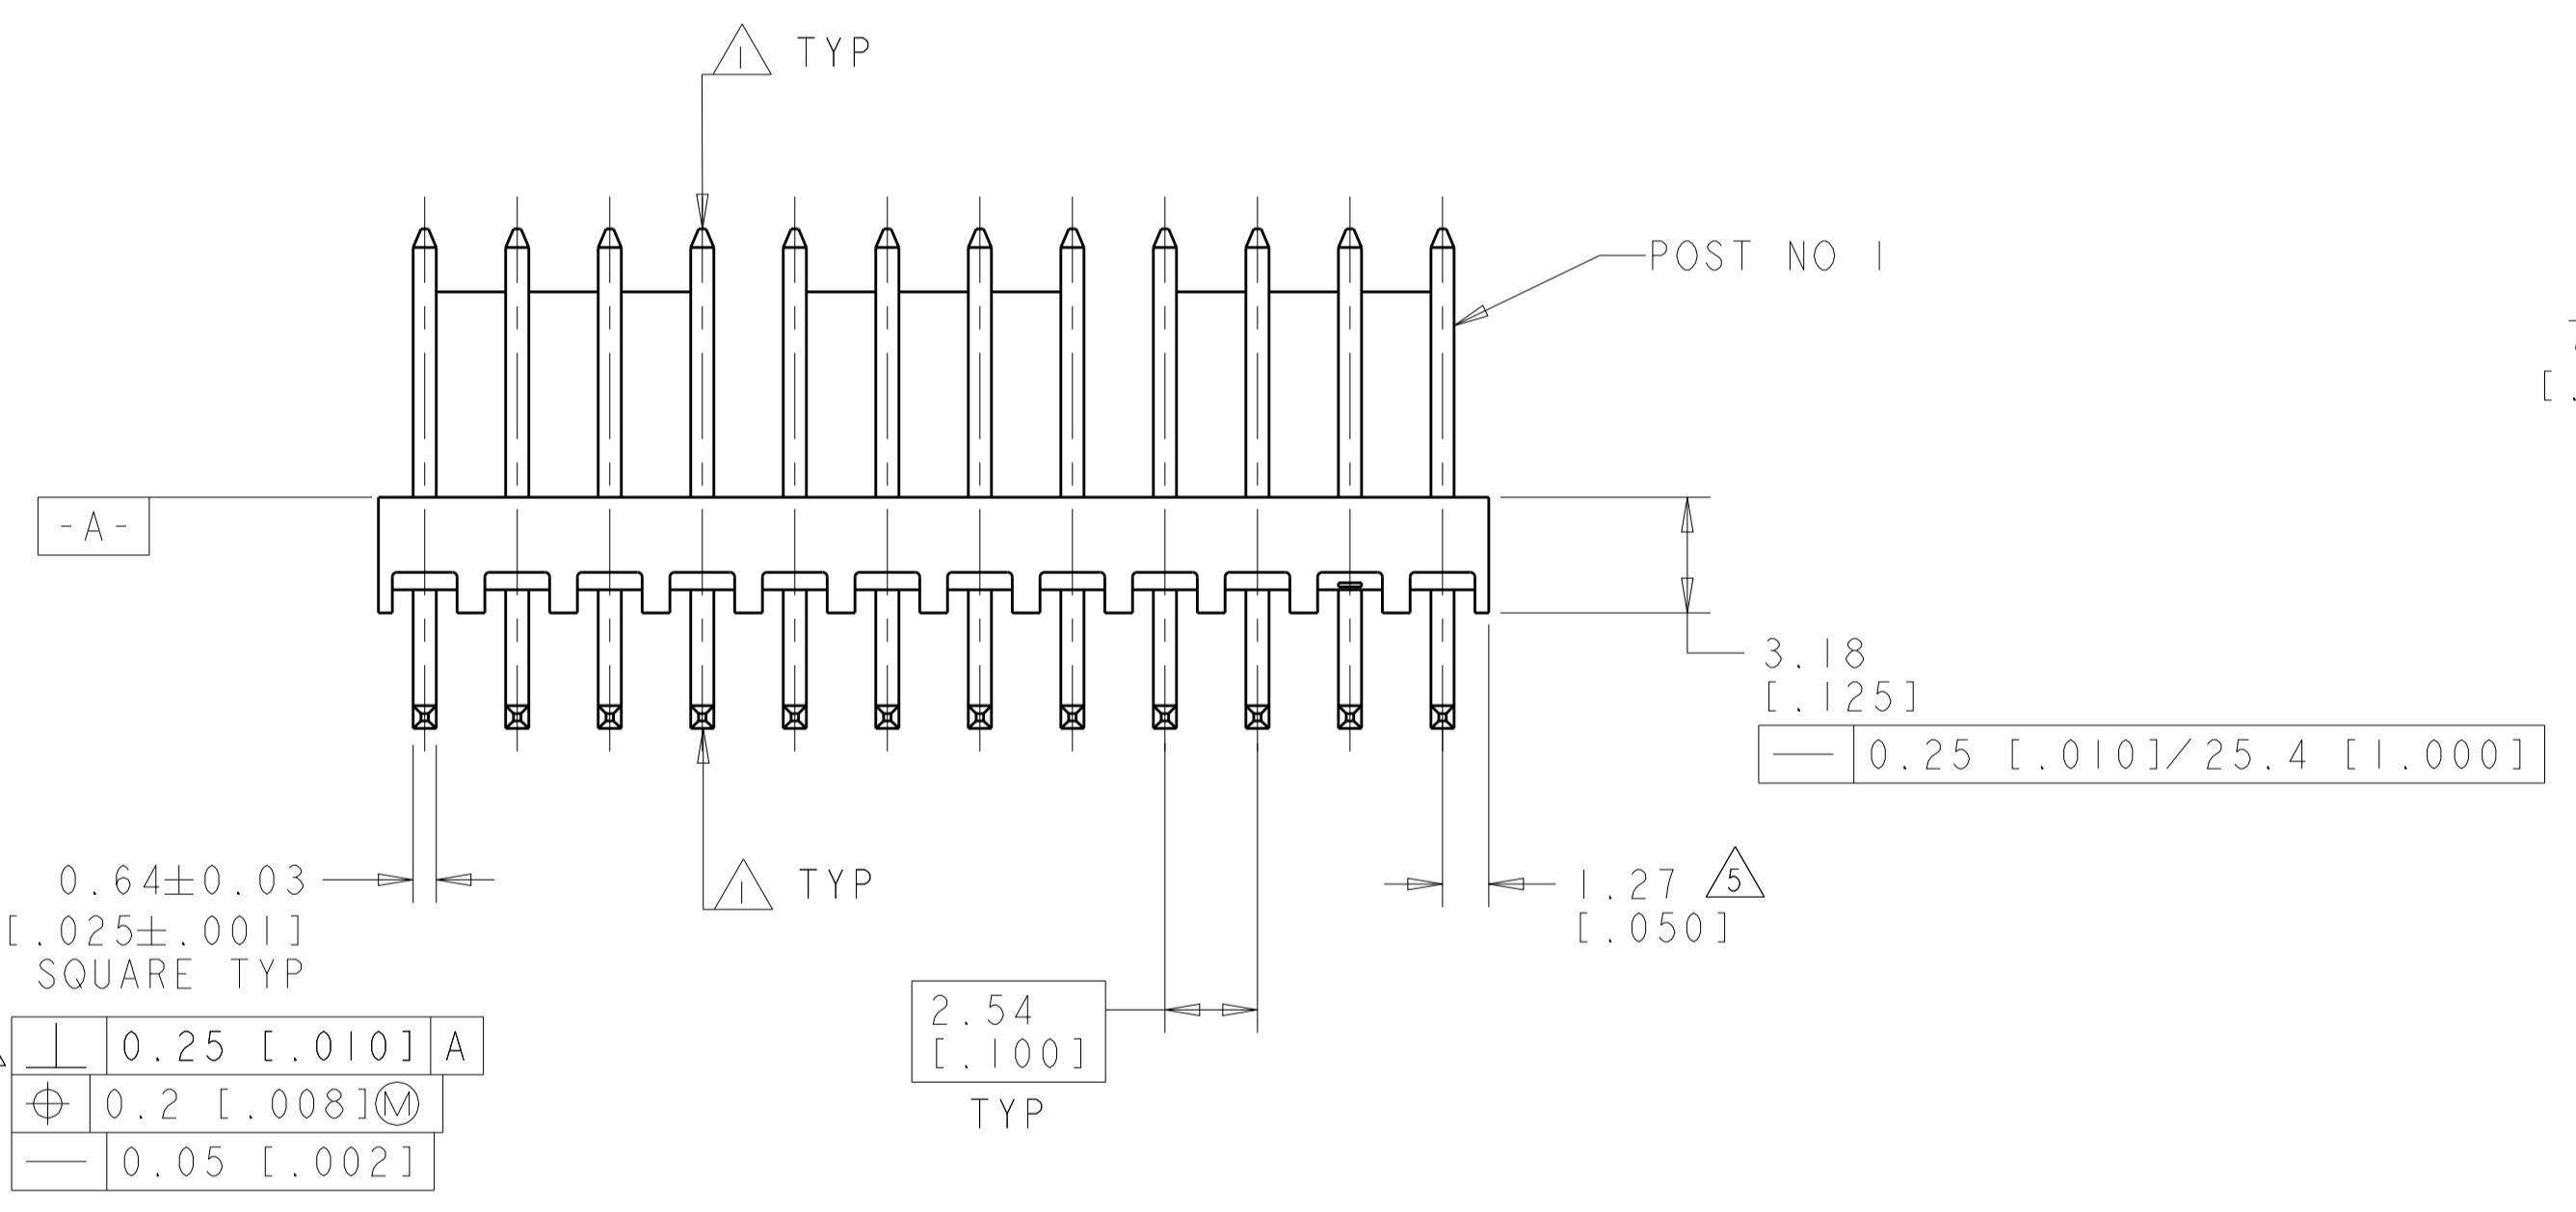 1 TYP
POST NO 1
[.
-A-
3.18
[.125]
0.25 [.010]/25.4 [1.000]
0.64±0.03
[.025±.001]
SQUARE TYP
1 TYP
1.27 5
[.050]
2.54
[.100]
TYP
⊥ 0.25 [.010] A
⌖ 0.2 [.008] Ⓜ
⏤ 0.05 [.002]